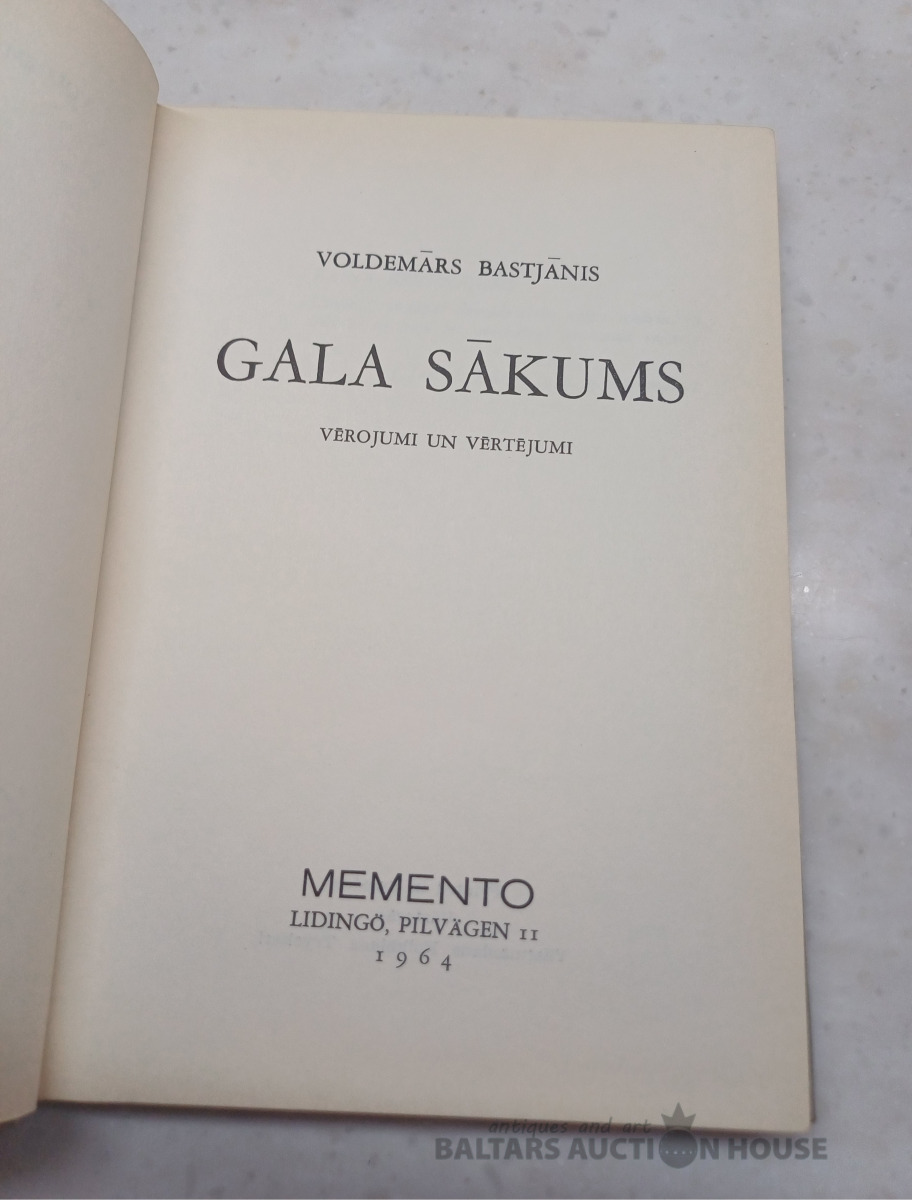 VOLDEMĀRS BASTJĀNIS
GALA SĀKUMS
VĒROJUMI UN VĒRTĒJUMI
MEMENTO
LIDINGÖ, PILVÄGEN 11
1964
antiques and art
BALTARS AUCTION HOUSE